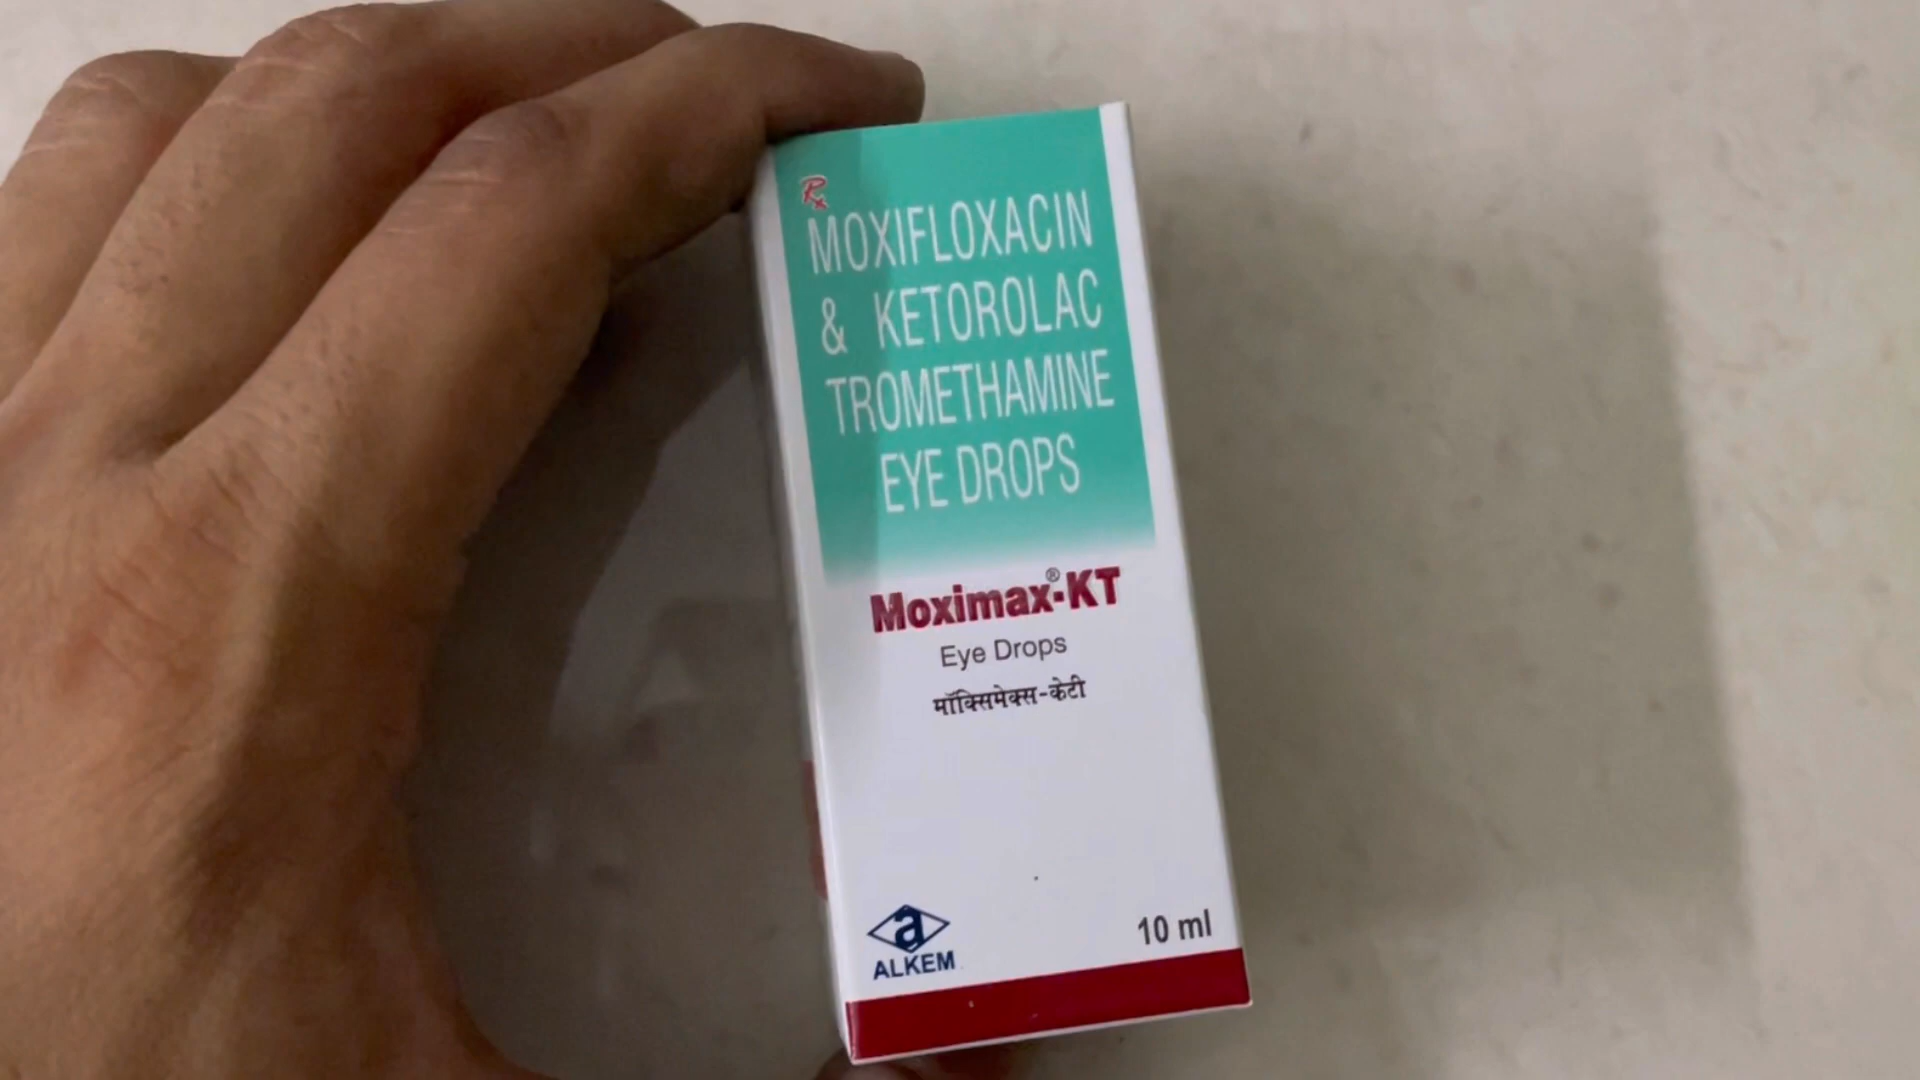 Rx
MOXIFLOXACIN
& KETOROLAC
TROMETHAMINE
EYE DROPS
Moximax®-KT
Eye Drops
मॉक्सिमेक्स-केटी
a
ALKEM
10 ml